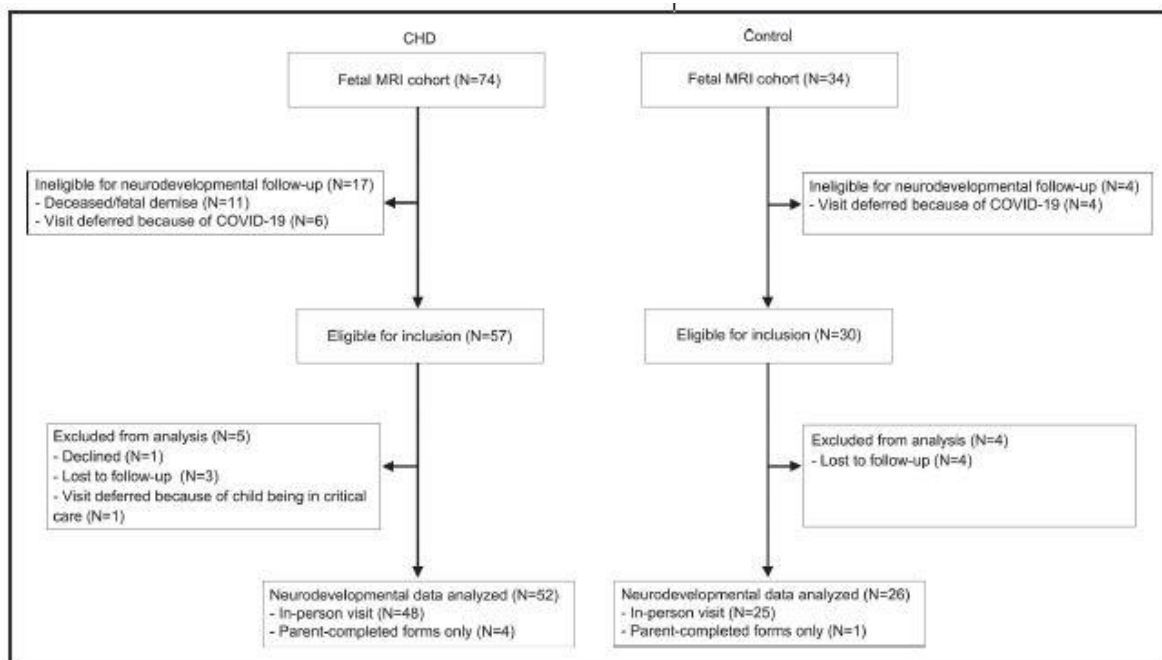 CHD
Fetal MRI cohort (N=74)
Ineligible for neurodevelopmental follow-up (N=17)
- Deceased/fetal demise (N=11)
- Visit deferred because of COVID-19 (N=6)
Eligible for inclusion (N=57)
Excluded from analysis (N=5)
- Declined (N=1)
- Lost to follow-up (N=3)
- Visit deferred because of child being in critical
care (N=1)
Neurodevelopmental data analyzed (N=52)
- In-person visit (N=48)
- Parent-completed forms only (N=4)
Control
Fetal MRI cohort (N=34)
Ineligible for neurodevelopmental follow-up (N=4)
- Visit deferred because of COVID-19 (N=4)
Eligible for inclusion (N=30)
Excluded from analysis (N=4)
- Lost to follow-up (N=4)
Neurodevelopmental data analyzed (N=26)
- In-person visit (N=25)
- Parent-completed forms only (N=1)